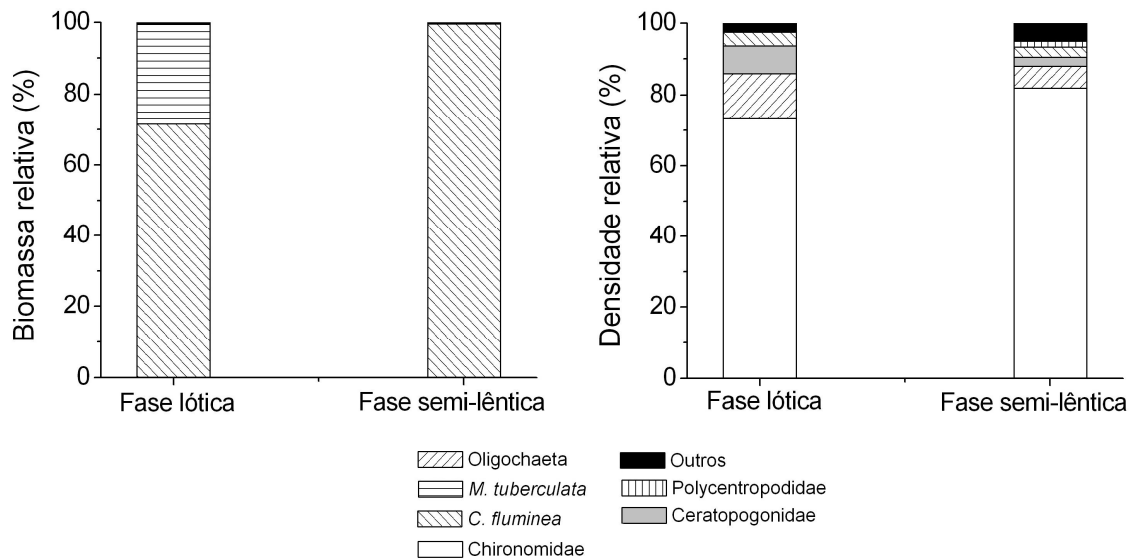 Biomassa relativa (%)
100
80
60
40
20
0
Fase lótica
Fase semi-lêntica
Densidade relativa (%)
100
80
60
40
20
0
Fase lótica
Fase semi-lêntica
Oligochaeta
M. tuberculata
C. fluminea
Chironomidae
Outros
Polycentropodidae
Ceratopogonidae